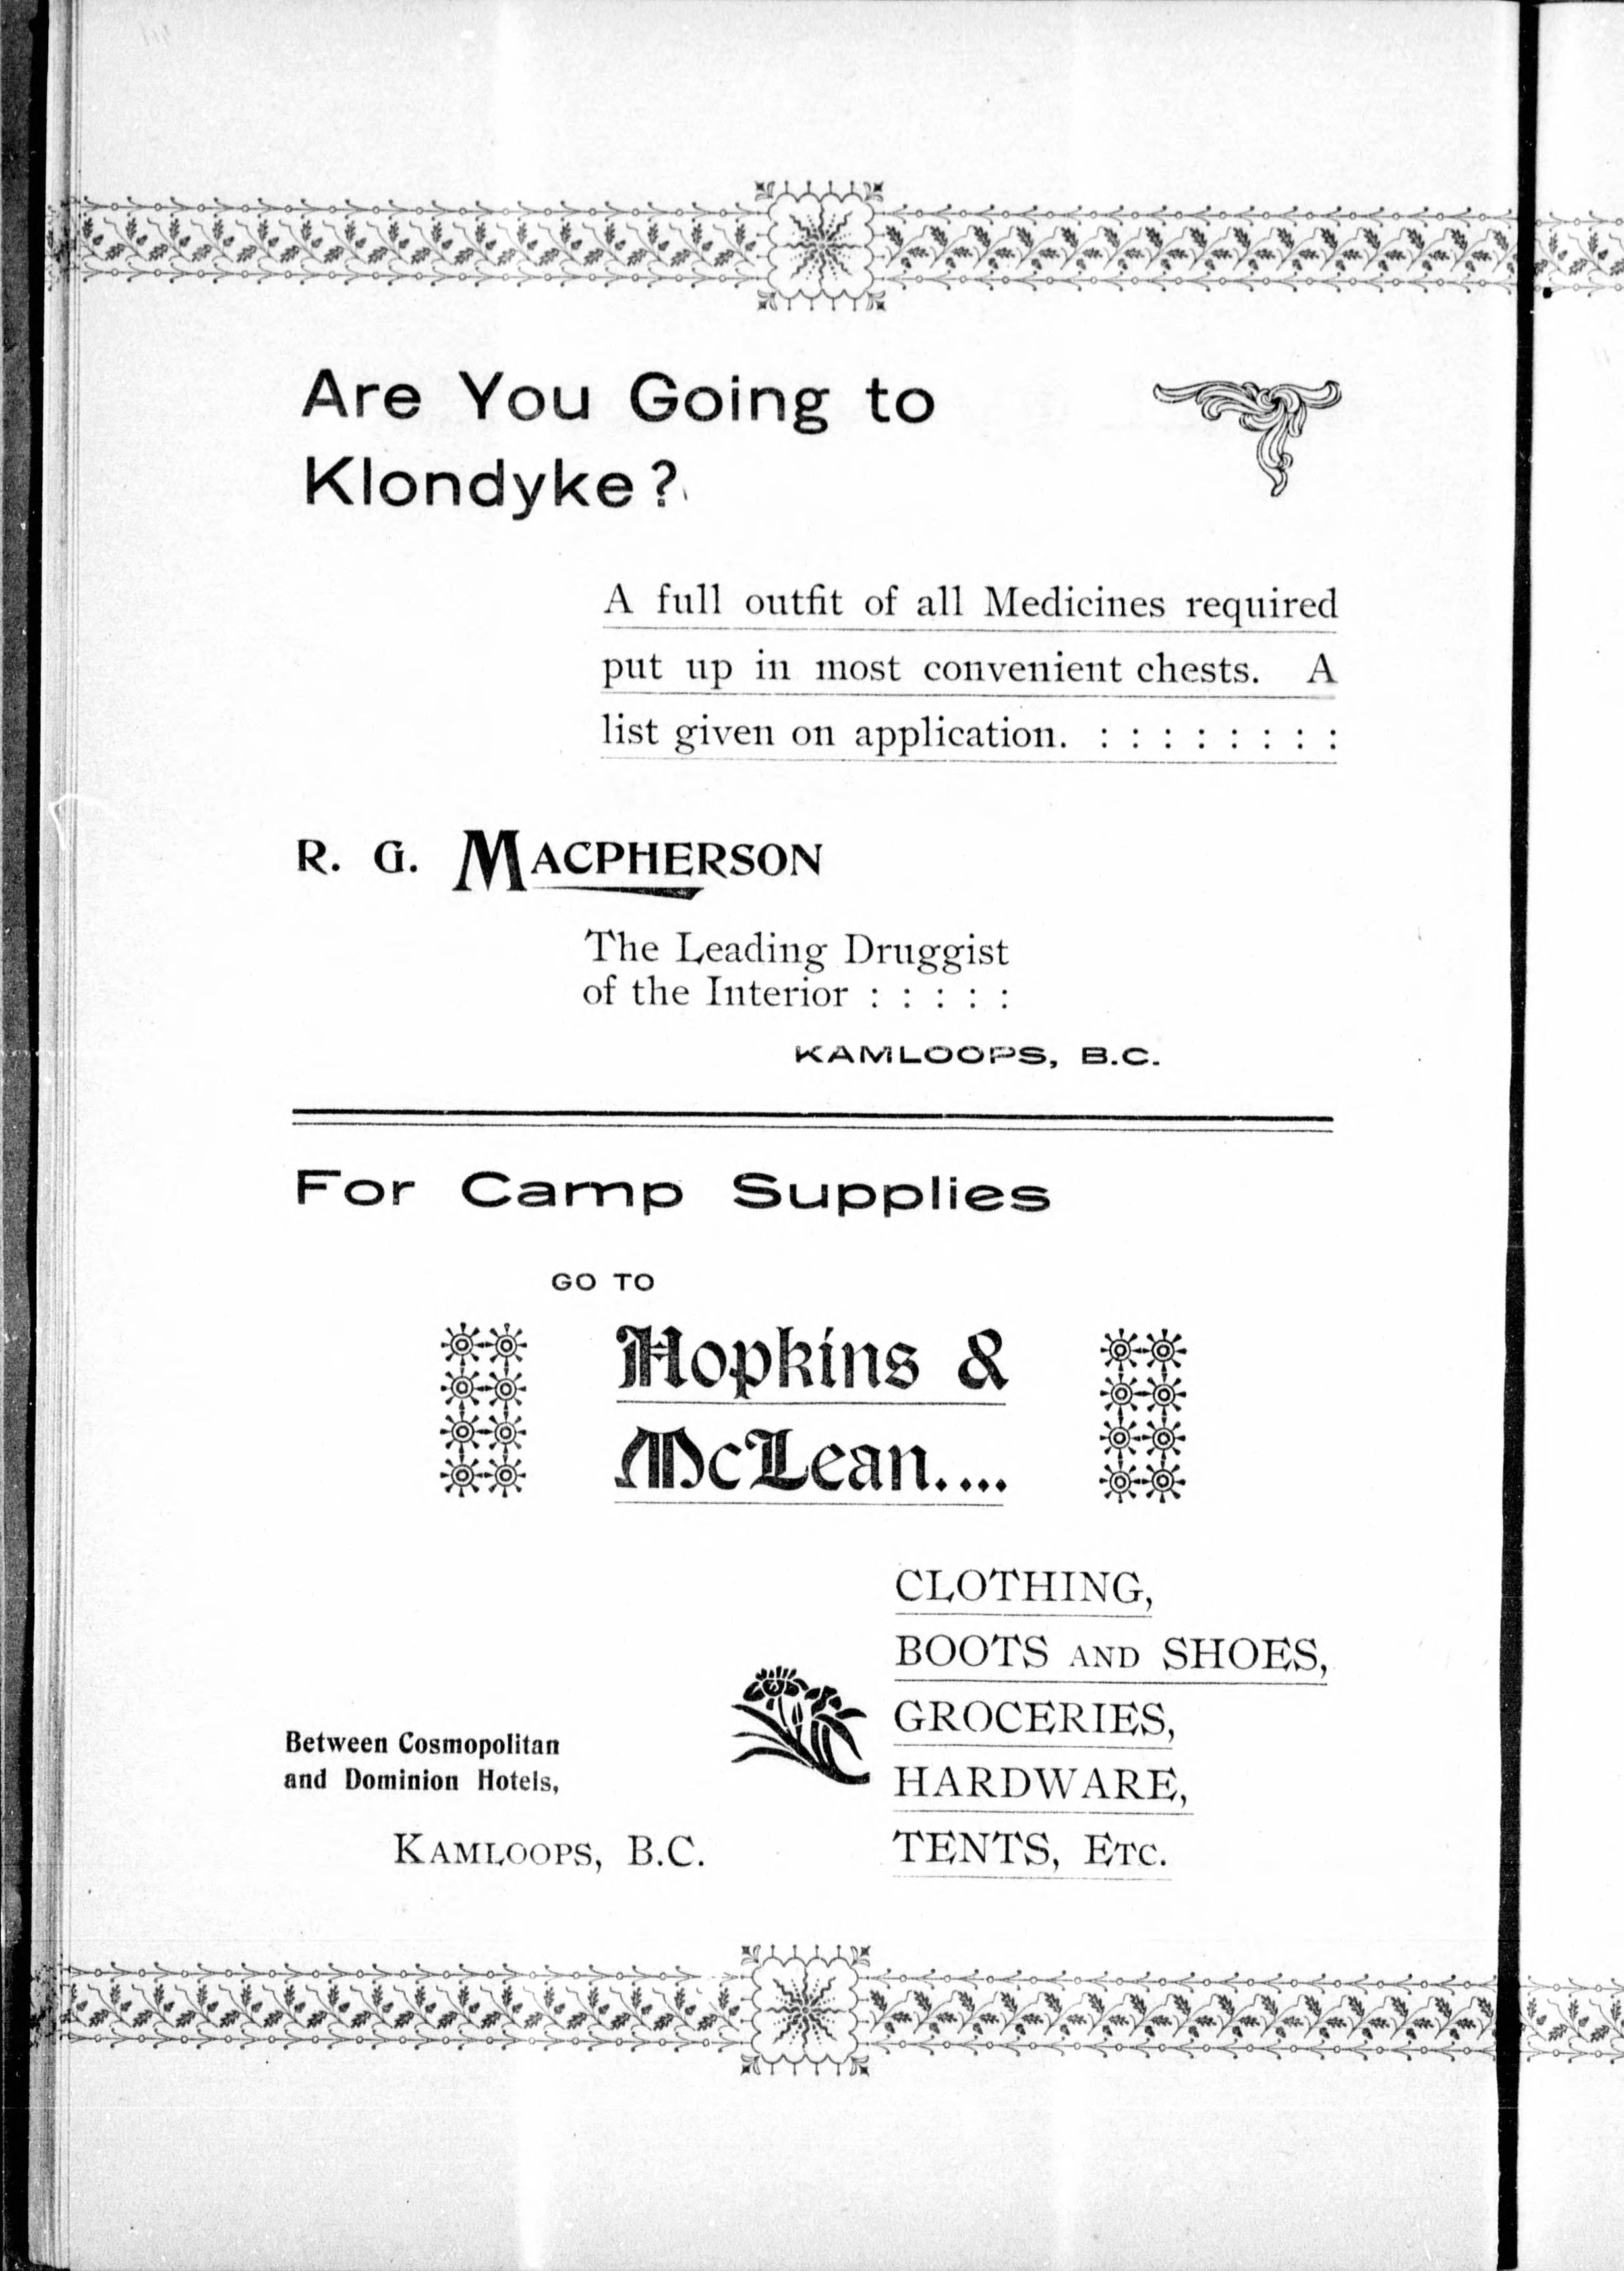 Are You Going to
Klondyke?
A full outfit of all Medicines required
put up in most convenient chests. A
list given on application. : : : : : : : :
R. G. MACPHERSON
The Leading Druggist
of the Interior : : : : :
KAMLOOPS, B.C.
For Camp Supplies
GO TO
Hopkins &
McLean....
CLOTHING,
BOOTS AND SHOES,
GROCERIES,
HARDWARE,
TENTS, ETC.
Between Cosmopolitan
and Dominion Hotels,
KAMLOOPS, B.C.